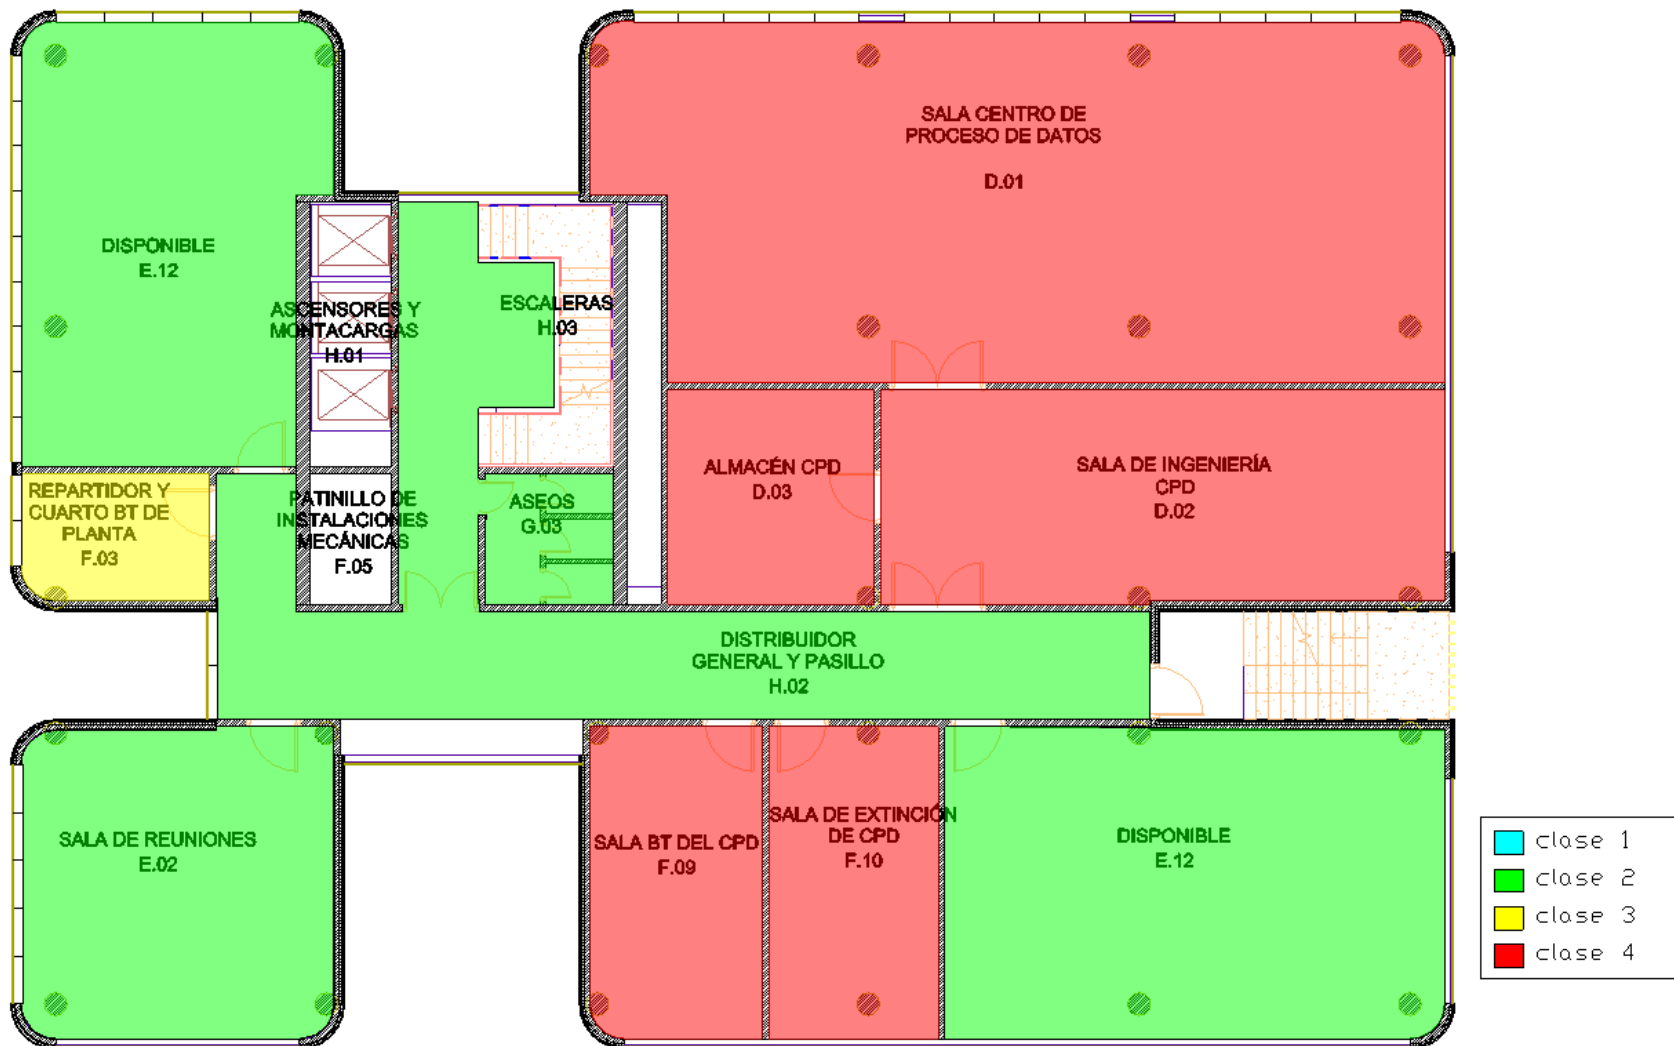 SALA CENTRO DE
PROCESO DE DATOS
D.01
DISPONIBLE
E.12
ASCENSORES Y
MONTACARGAS
H.01
ESCALERAS
H.03
ALMACÉN CPD
D.03
SALA DE INGENIERÍA
CPD
D.02
REPARTIDOR Y
CUARTO BT DE
PLANTA
F.03
PATINILLO DE
INSTALACIONES
MECÁNICAS
F.05
ASEOS
G.03
DISTRIBUIDOR
GENERAL Y PASILLO
H.02
SALA DE REUNIONES
E.02
SALA BT DEL CPD
F.09
SALA DE EXTINCIÓN
DE CPD
F.10
DISPONIBLE
E.12
clase 1
clase 2
clase 3
clase 4